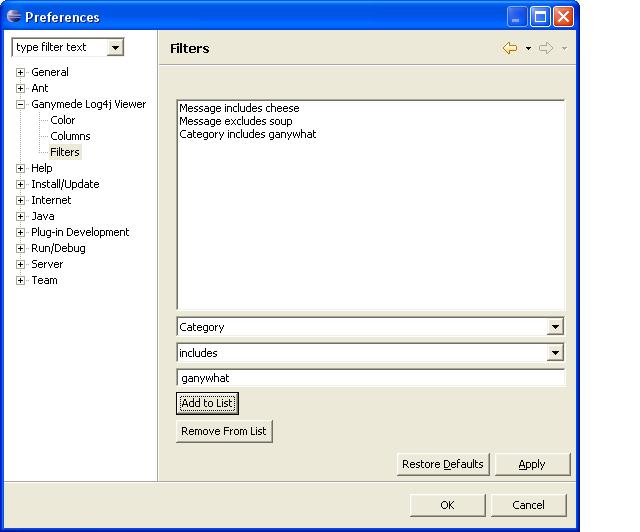 Preferences
type filter text
General
Ant
Ganymede Log4j Viewer
Color
Columns
Filters
Help
Install/Update
Internet
Java
Plug-in Development
Run/Debug
Server
Team
Filters
Message includes cheese
Message excludes soup
Category includes ganywhat
Category
includes
ganywhat
Add to List
Remove From List
Restore Defaults
Apply
OK
Cancel